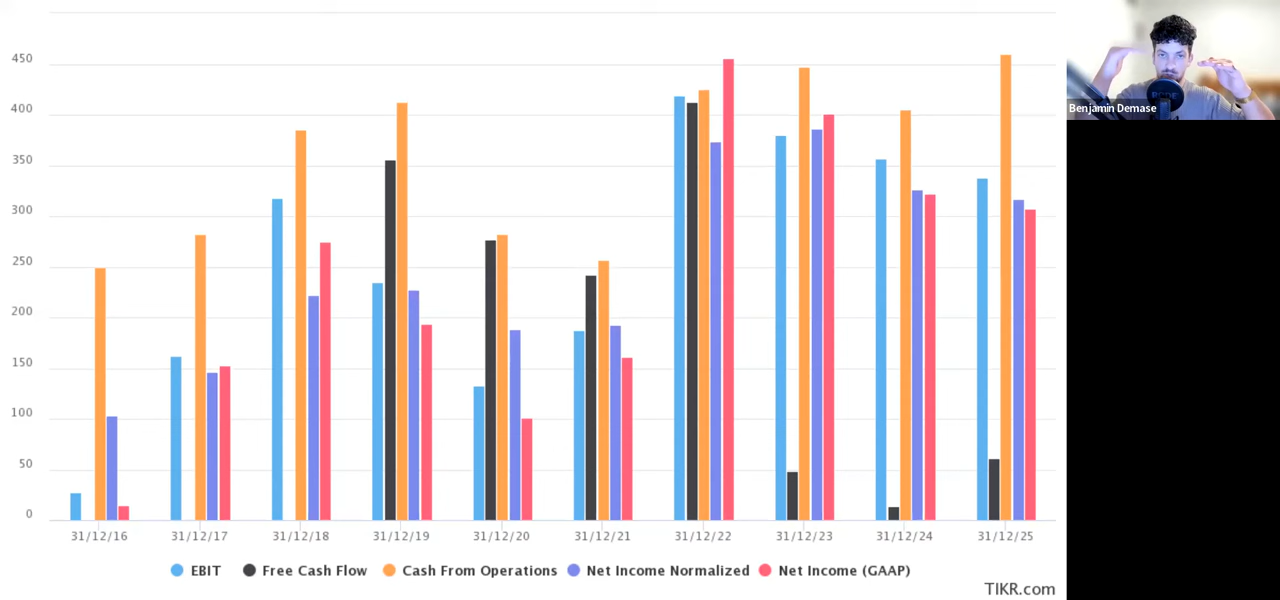 450
400
350
300
250
200
150
100
50
0
31/12/16 31/12/17 31/12/18 31/12/19 31/12/20 31/12/21 31/12/22 31/12/23 31/12/24 31/12/25
EBIT Free Cash Flow Cash From Operations Net Income Normalized Net Income (GAAP)
TIKR.com
RODE
Benjamin Demase